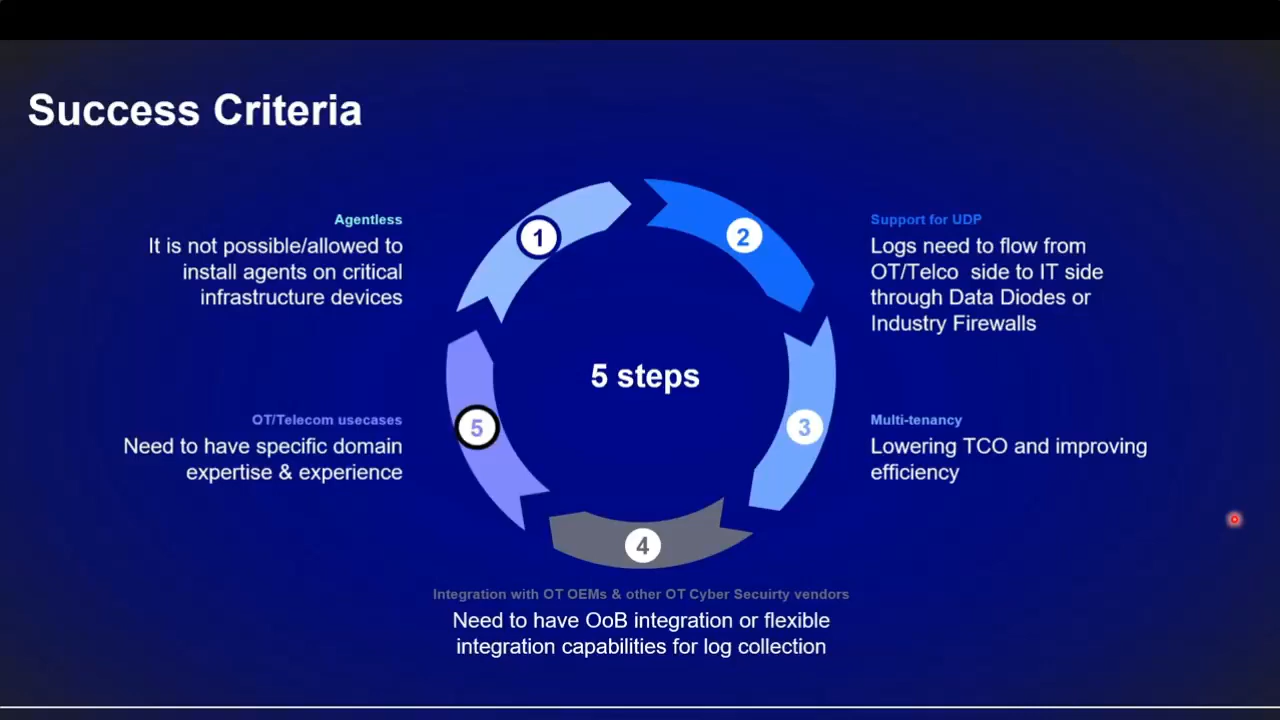 Success Criteria
1
Agentless
It is not possible/allowed to
install agents on critical
infrastructure devices
2
Support for UDP
Logs need to flow from
OT/Telco  side to IT side
through Data Diodes or
Industry Firewalls
5 steps
3
Multi-tenancy
Lowering TCO and improving
efficiency
4
Integration with OT OEMs & other OT Cyber Secuirty vendors
Need to have OoB integration or flexible
integration capabilities for log collection
5
OT/Telecom usecases
Need to have specific domain
expertise & experience